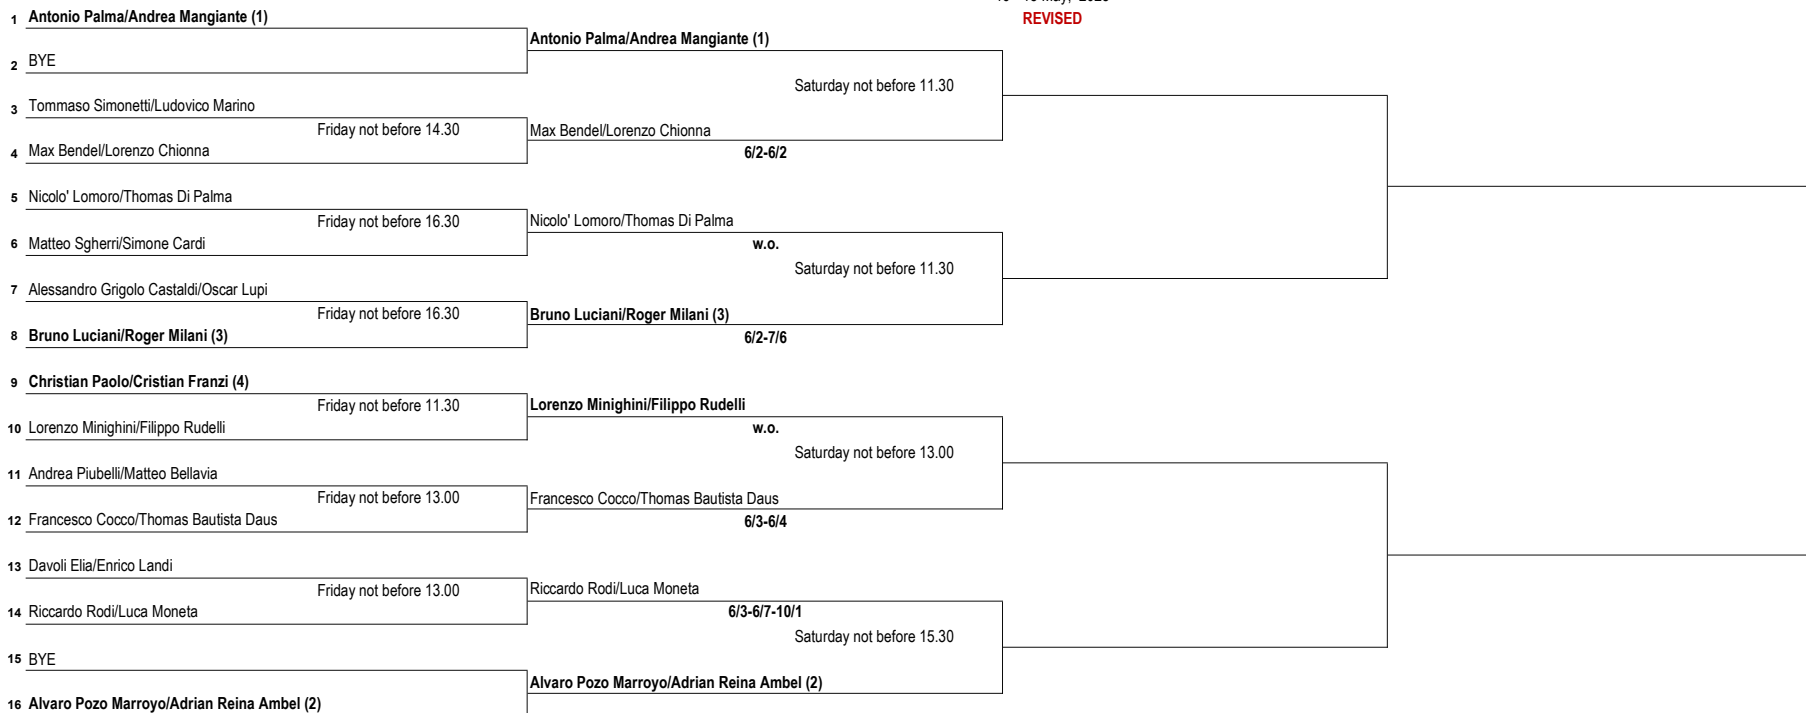 REVISED
1 Antonio Palma/Andrea Mangiante (1)
Antonio Palma/Andrea Mangiante (1)
2 BYE
Saturday not before 11.30
3 Tommaso Simonetti/Ludovico Marino
Friday not before 14.30
Max Bendel/Lorenzo Chionna
4 Max Bendel/Lorenzo Chionna
6/2-6/2
5 Nicolo' Lomoro/Thomas Di Palma
Friday not before 16.30
Nicolo' Lomoro/Thomas Di Palma
6 Matteo Sgherri/Simone Cardi
w.o.
Saturday not before 11.30
7 Alessandro Grigolo Castaldi/Oscar Lupi
Friday not before 16.30
Bruno Luciani/Roger Milani (3)
8 Bruno Luciani/Roger Milani (3)
6/2-7/6
9 Christian Paolo/Cristian Franzi (4)
Friday not before 11.30
Lorenzo Minighini/Filippo Rudelli
10 Lorenzo Minighini/Filippo Rudelli
w.o.
Saturday not before 13.00
11 Andrea Piubelli/Matteo Bellavia
Friday not before 13.00
Francesco Cocco/Thomas Bautista Daus
12 Francesco Cocco/Thomas Bautista Daus
6/3-6/4
13 Davoli Elia/Enrico Landi
Friday not before 13.00
Riccardo Rodi/Luca Moneta
14 Riccardo Rodi/Luca Moneta
6/3-6/7-10/1
Saturday not before 15.30
15 BYE
Alvaro Pozo Marroyo/Adrian Reina Ambel (2)
16 Alvaro Pozo Marroyo/Adrian Reina Ambel (2)